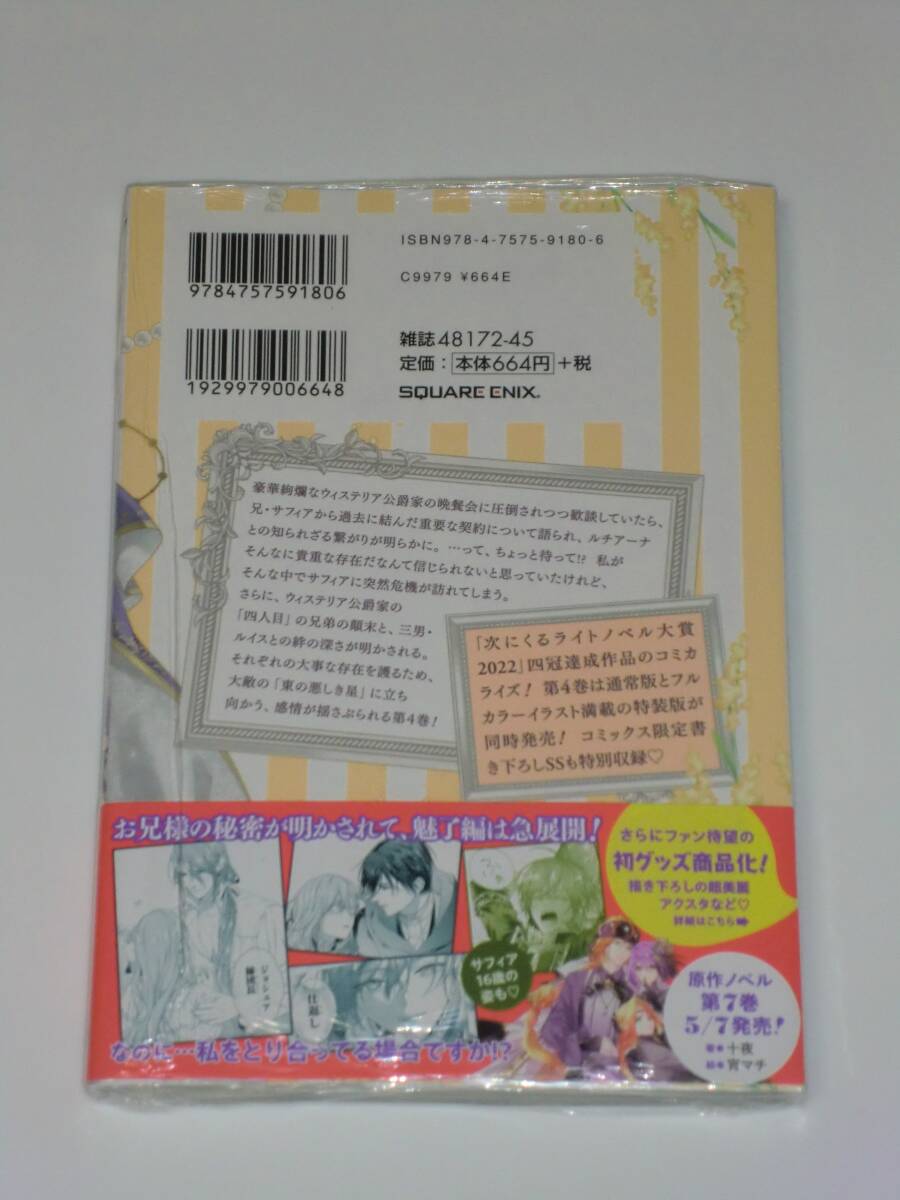 ISBN978-4-7575-9180-6
9784757591806
C9979 ¥664E
雑誌48172-45
定価：本体664円+税
1929979006648
SQUARE ENIX®
豪華絢爛なウィステリア公爵家の晩餐会に圧倒されつつ歓談していたら、
兄・サフィアから過去に結んだ重要な契約について語られ、ルチアーナ
との知られざる繋がりが明らかに。…って、ちょっと待って!? 私が
そんなに貴重な存在だなんて信じられないと思っていたけれど、
そんな中でサフィアに突然危機が訪れてしまう。
さらに、ウィステリア公爵家の
「四人目」の兄弟の顛末と、三男・
ルイスとの絆の深さが明かされる。
それぞれの大事な存在を護るため、
大敵の「東の悪しき星」に立ち
向かう、感情が揺さぶられる第4巻！
「次にくるライトノベル大賞
2022」四冠達成作品のコミカ
ライズ！ 第4巻は通常版とフル
カラーイラスト満載の特装版が
同時発売！ コミックス限定書
き下ろしSSも特別収録♡
お兄様の秘密が明かされて、魅了編は急展開！
さらにファン待望の
初グッズ商品化！
描き下ろしの超美麗
アクスタなど♡
詳細はこちら➡
ジョシュア
師団長
仕返し
サフィア
16歳の
姿も♡
原作ノベル
第7巻
5/7発売！
著●十夜
絵●宵マチ
なのに…私をとり合ってる場合ですか!?